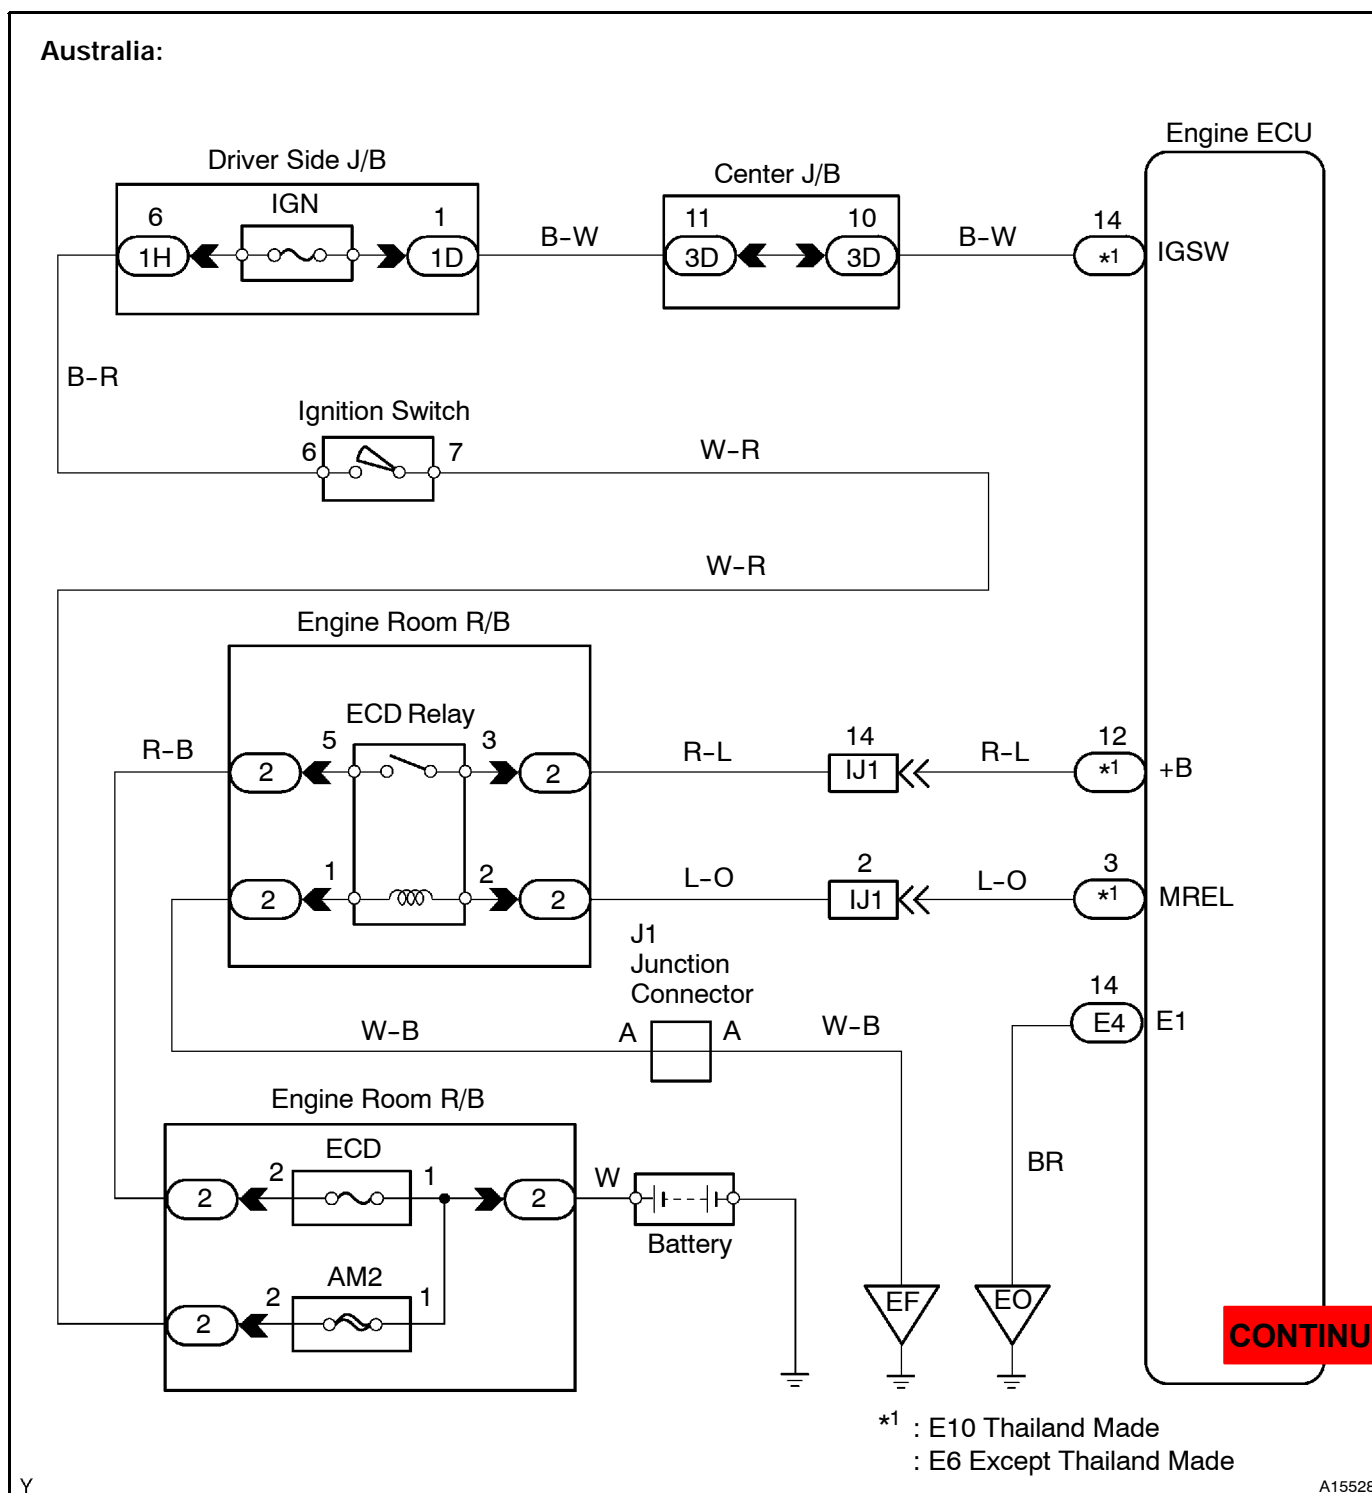 Australia:
Engine ECU
Driver Side J/B
Center J/B
IGN
6
1
11
10
14
1H
1D
B-W
3D
3D
B-W
*1
IGSW
B-R
Ignition Switch
6
7
W-R
W-R
Engine Room R/B
ECD Relay
R-B
5
3
R-L
14
R-L
12
2
2
IJ1
*1
+B
1
2
L-O
2
L-O
3
2
2
IJ1
*1
MREL
J1
Junction
Connector
14
E4
E1
W-B
A
A
W-B
Engine Room R/B
ECD
2
1
W
BR
2
2
Battery
AM2
2
1
2
EF
EO
CONTINU
*1 : E10 Thailand Made
: E6 Except Thailand Made
Y
A15529